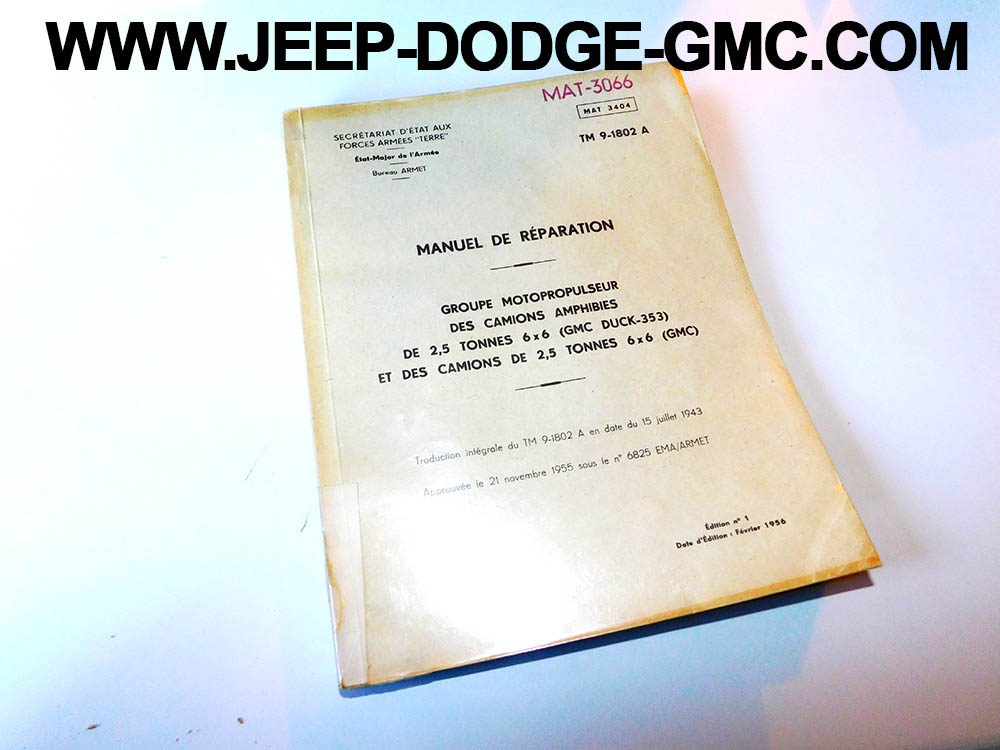 WWW.JEEP-DODGE-GMC.COM
MAT-3066
MAT 3404
TM 9-1802 A
SECRÉTARIAT D'ÉTAT AUX
FORCES ARMÉES "TERRE"
État-Major de l'Armée
Bureau ARMET
MANUEL DE RÉPARATION
GROUPE MOTOPROPULSEUR
DES CAMIONS AMPHIBIES
DE 2,5 TONNES 6x6 (GMC DUCK-353)
ET DES CAMIONS DE 2,5 TONNES 6x6 (GMC)
Traduction intégrale du TM 9-1802 A en date du 15 juillet 1943
Approuvée le 21 novembre 1955 sous le n° 6825 EMA/ARMET
Édition n° 1
Date d'Édition : Février 1956